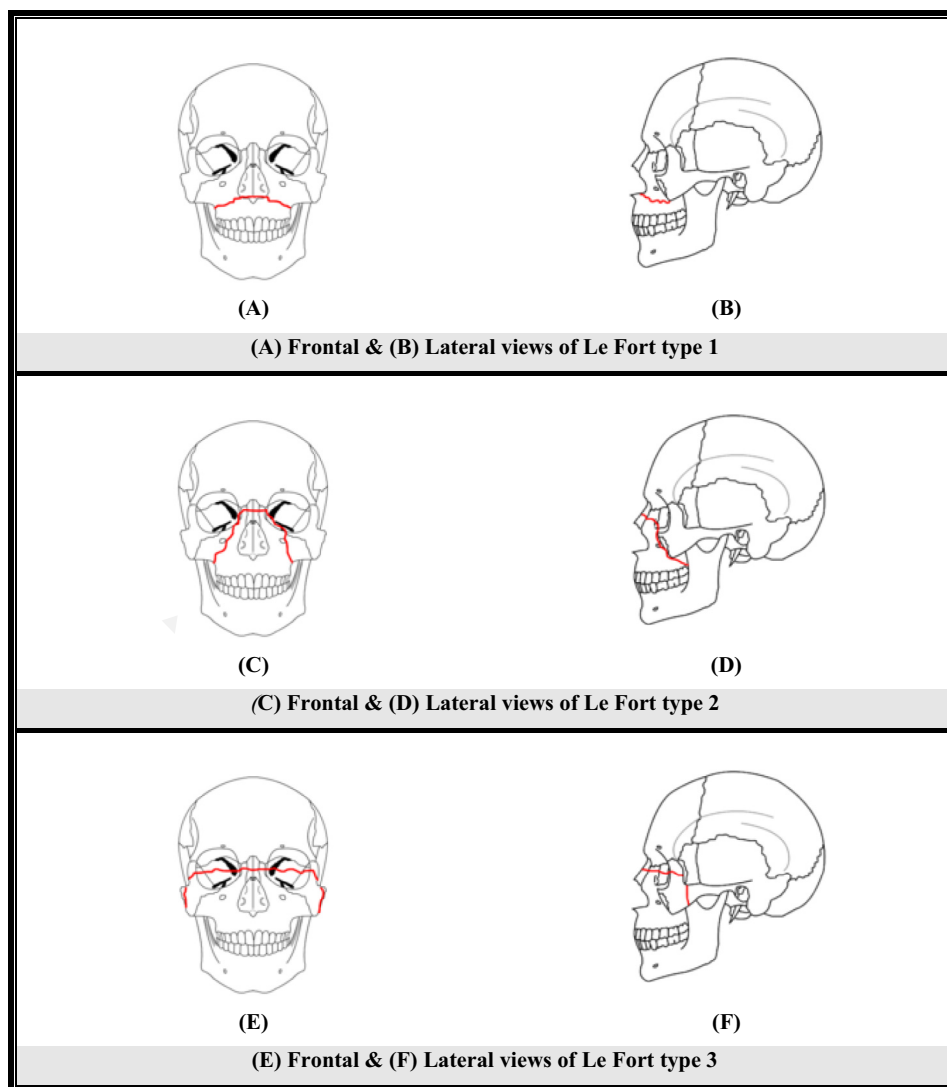 (A) (B)
(A) Frontal & (B) Lateral views of Le Fort type 1
(C) (D)
(C) Frontal & (D) Lateral views of Le Fort type 2
(E) (F)
(E) Frontal & (F) Lateral views of Le Fort type 3